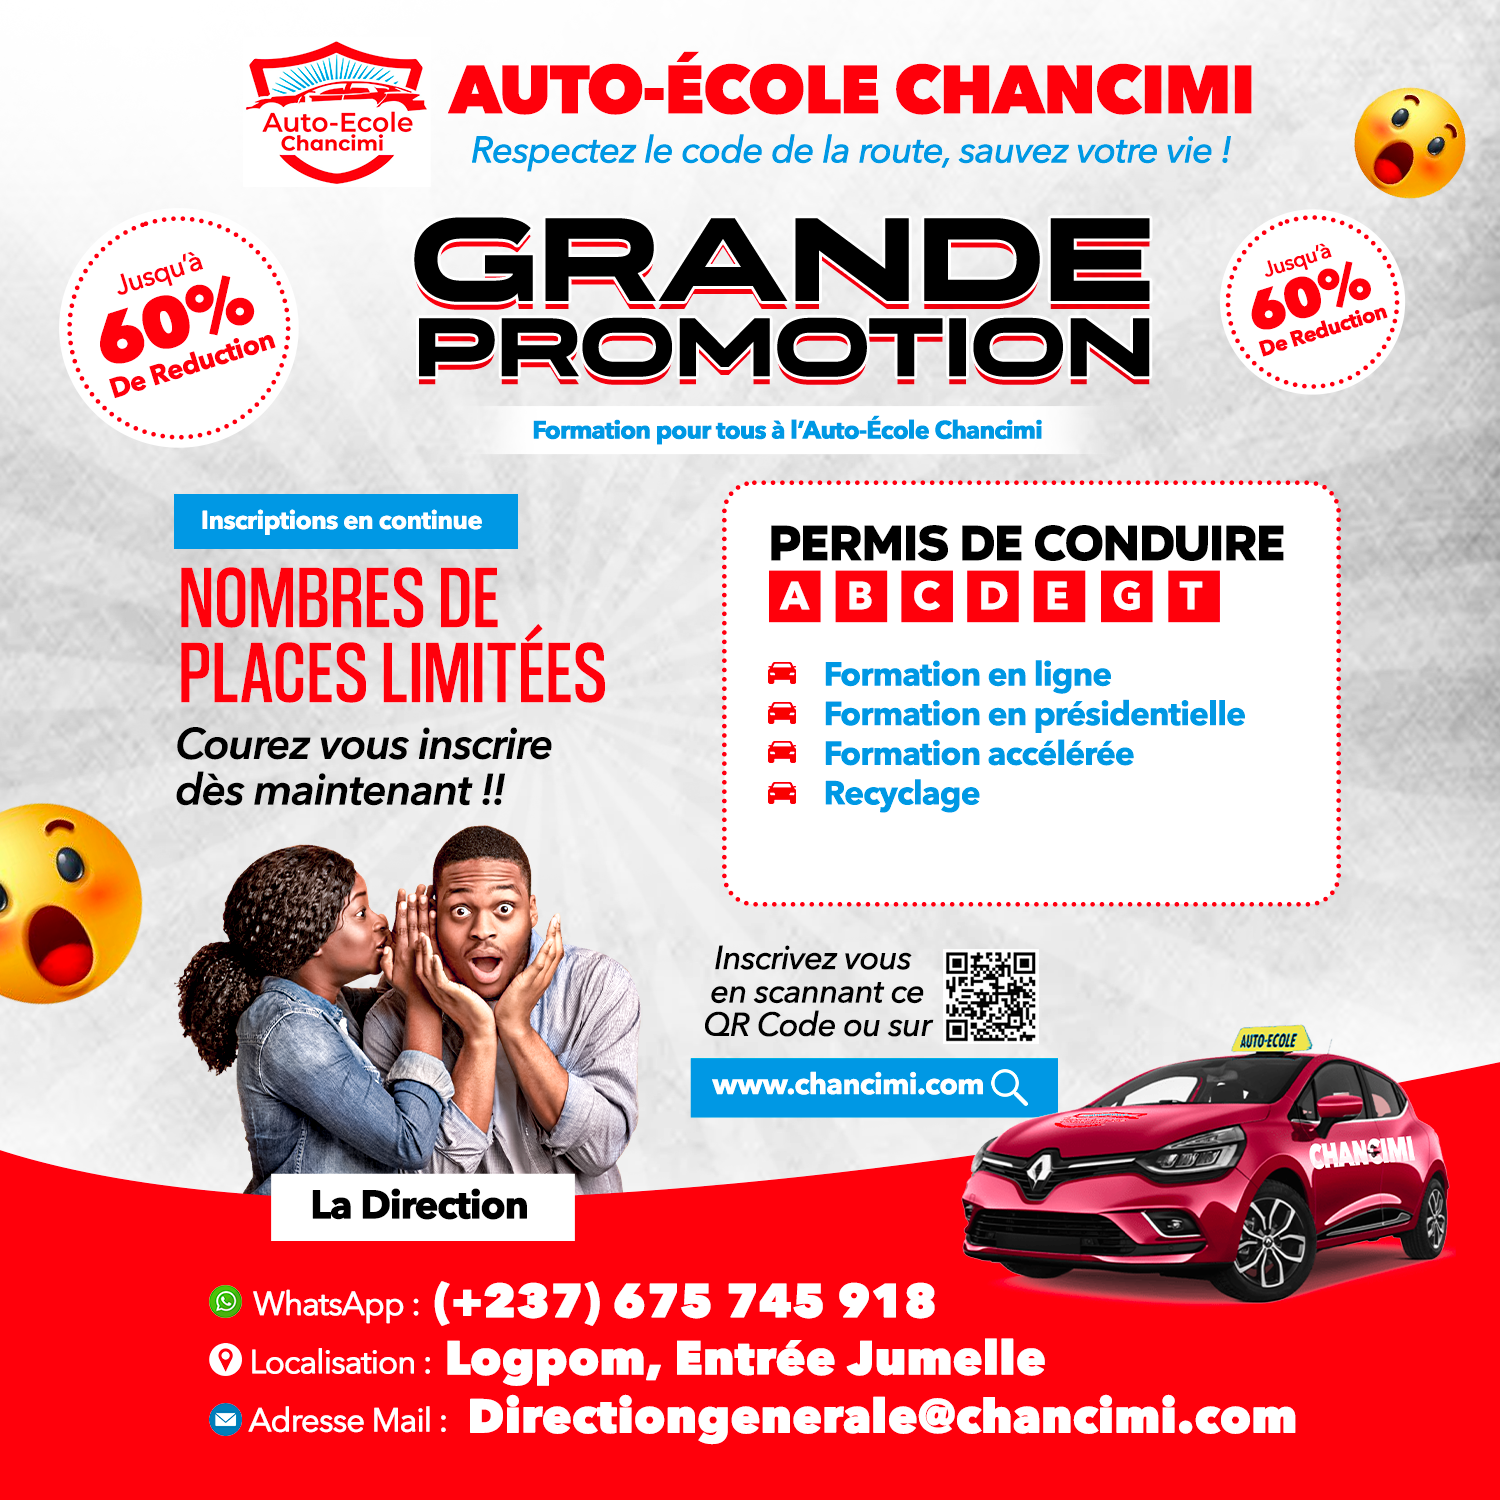 Auto-Ecole
Chancimi
AUTO-ÉCOLE CHANCIMI
Respectez le code de la route, sauvez votre vie !
Jusqu'à
60%
De Reduction
GRANDE
PROMOTION
Jusqu'à
60%
De Reduction
Formation pour tous à l'Auto-École Chancimi
Inscriptions en continue
NOMBRES DE
PLACES LIMITÉES
Courez vous inscrire
dès maintenant !!
PERMIS DE CONDUIRE
A B C D E G T
Formation en ligne
Formation en présidentielle
Formation accélérée
Recyclage
Inscrivez vous
en scannant ce
QR Code ou sur
www.chancimi.com
AUTO-ECOLE
CHANCIMI
La Direction
WhatsApp : (+237) 675 745 918
Localisation : Logpom, Entrée Jumelle
Adresse Mail : Directiongenerale@chancimi.com